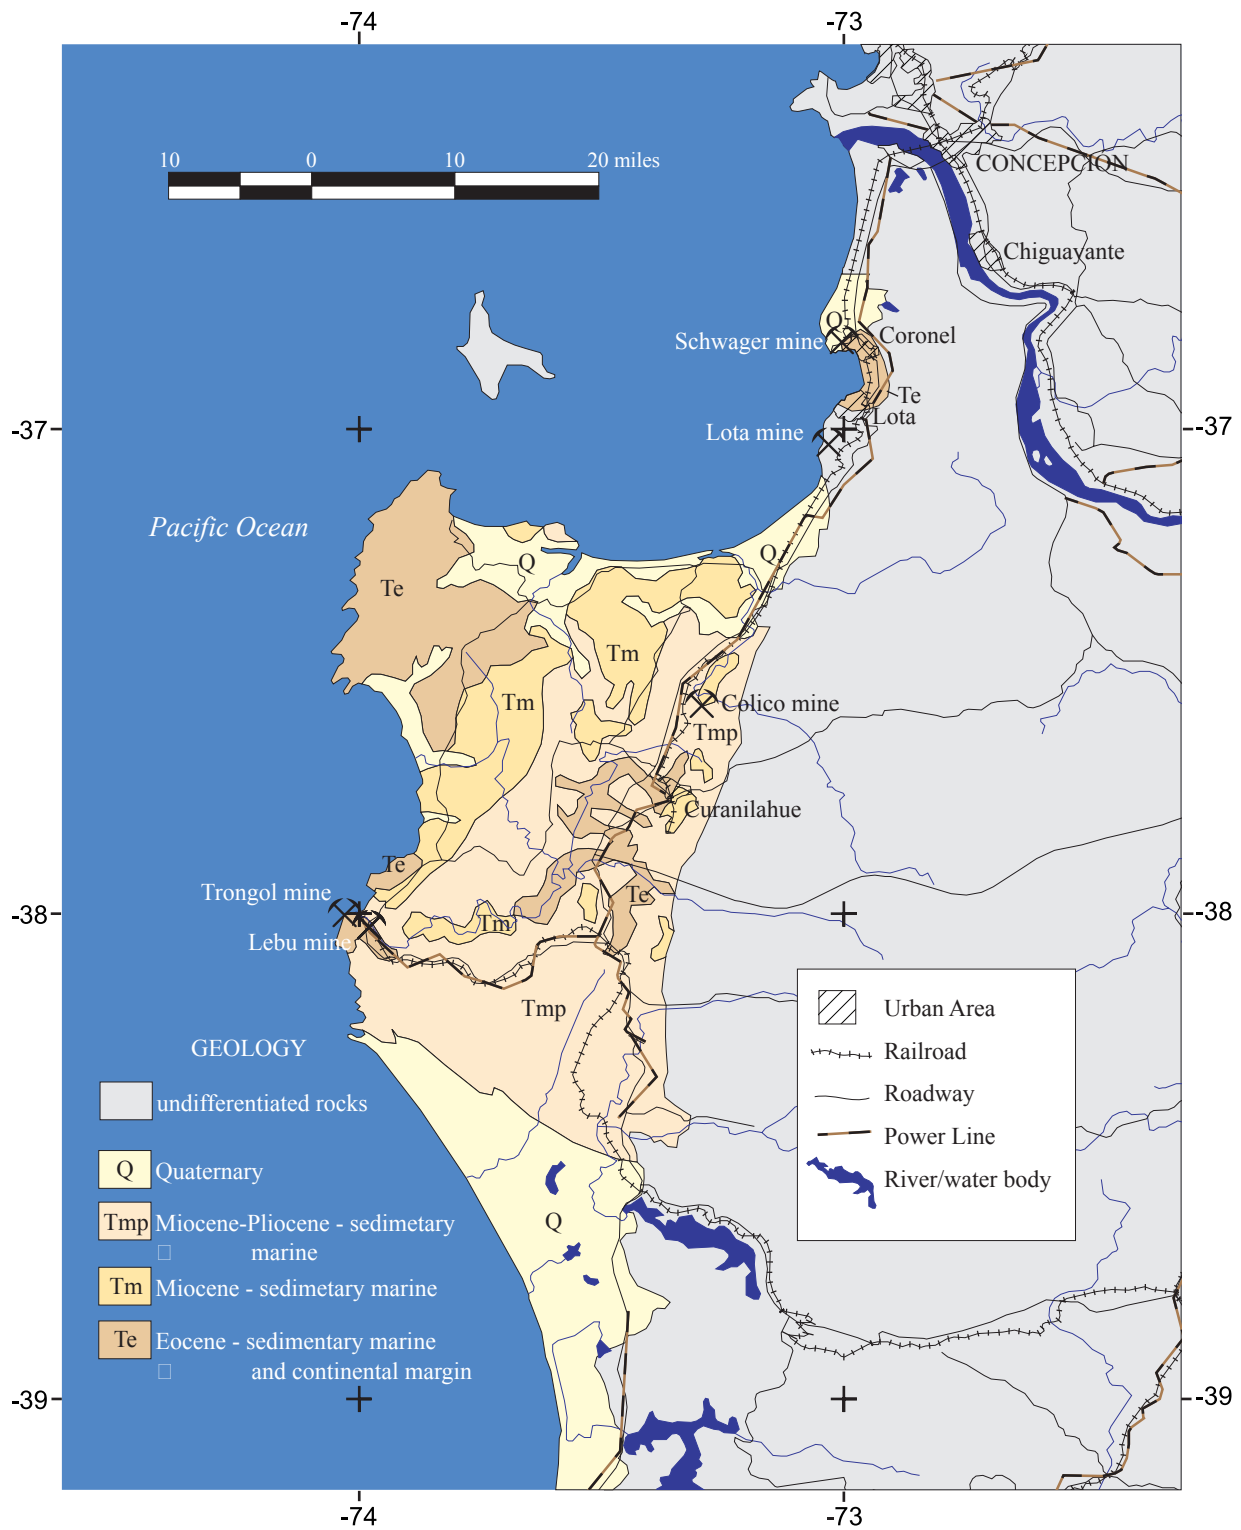 -74
-73
10
0
10
20 miles
CONCEPCION
Chiguayante
Q
Schwager mine
Coronel
Te
Lota
-37
-37
Lota mine
Pacific Ocean
Q
Q
Te
Tm
Tm
Colico mine
Tmp
Curanilahue
Te
Trongol mine
Te
-38
-38
Tm
Lebu mine
Tmp
Urban Area
Railroad
Roadway
Power Line
River/water body
GEOLOGY
undifferentiated rocks
Q
Quaternary
Tmp
Miocene-Pliocene - sedimetary
marine
Q
Tm
Miocene - sedimetary marine
Te
Eocene - sedimentary marine
and continental margin
-39
-39
-74
-73